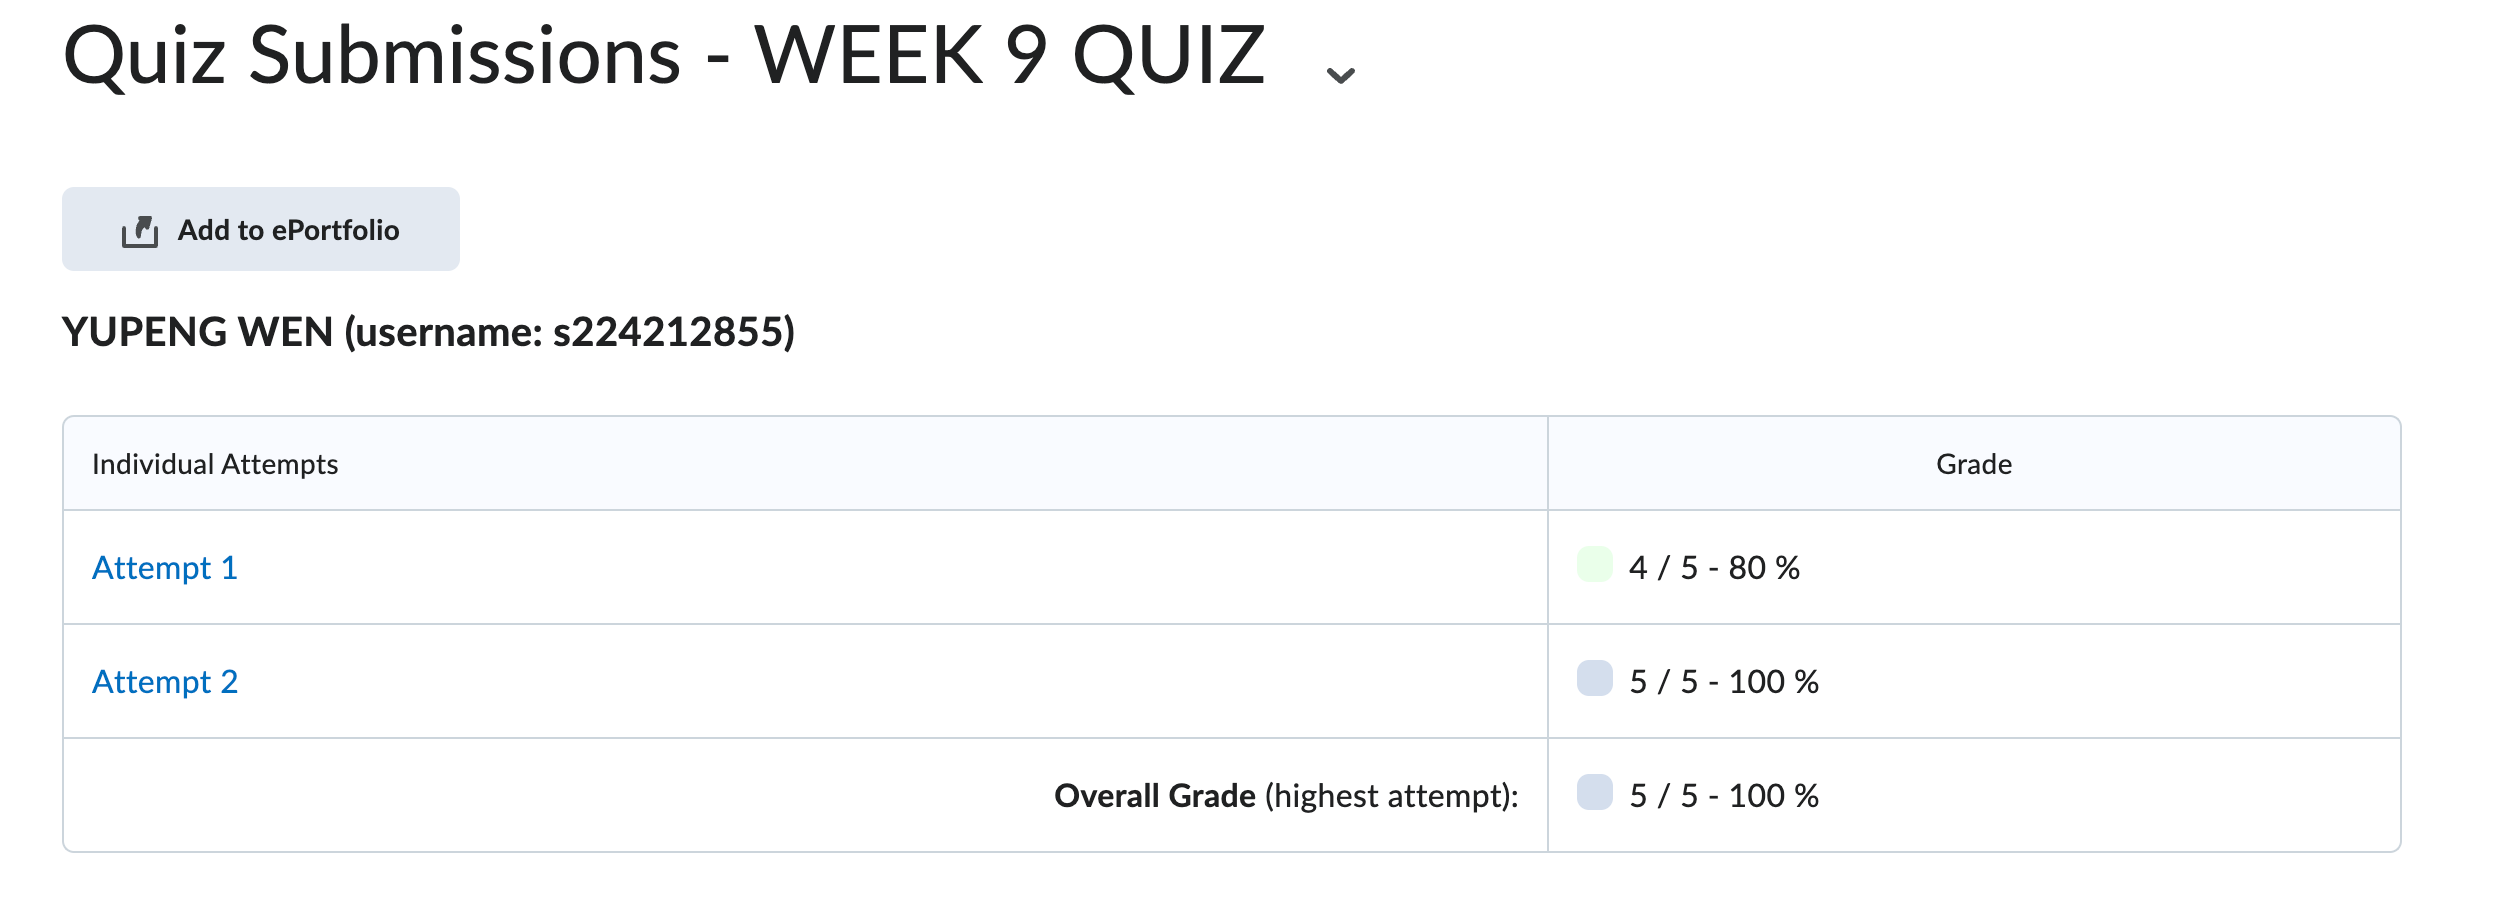 Quiz Submissions - WEEK 9 QUIZ
Add to ePortfolio
YUPENG WEN (username: s224212855)
Individual Attempts Grade
Attempt 1 4 / 5 - 80 %
Attempt 2 5 / 5 - 100 %
Overall Grade (highest attempt): 5 / 5 - 100 %